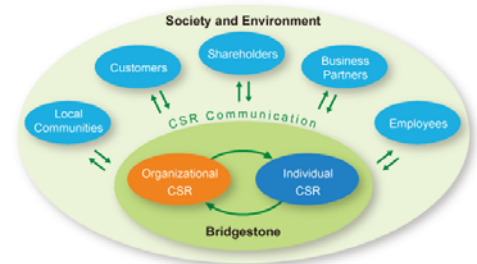 Society and Environment
Shareholders
Customers
Business
Partners
Local
Communities
Employees
CSR Communication
Organizational
CSR
Individual
CSR
Bridgestone